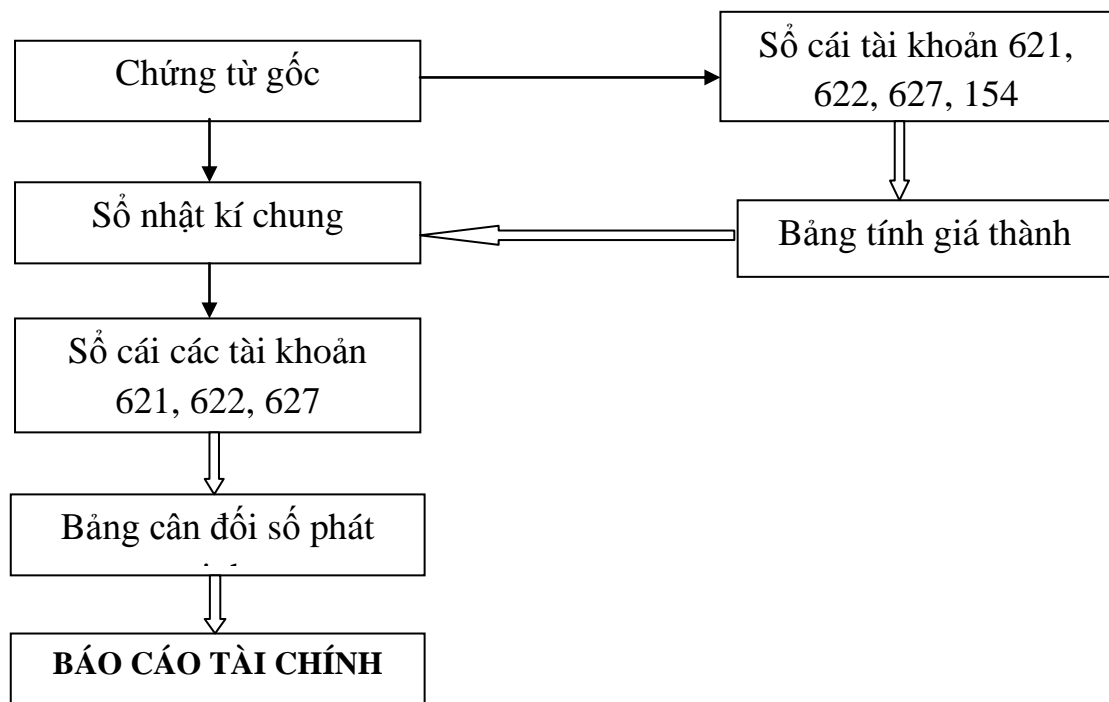 Chứng từ gốc
Sổ cái tài khoản 621,
622, 627, 154
Sổ nhật kí chung
Bảng tính giá thành
Sổ cái các tài khoản
621, 622, 627
Bảng cân đối số phát
BÁO CÁO TÀI CHÍNH